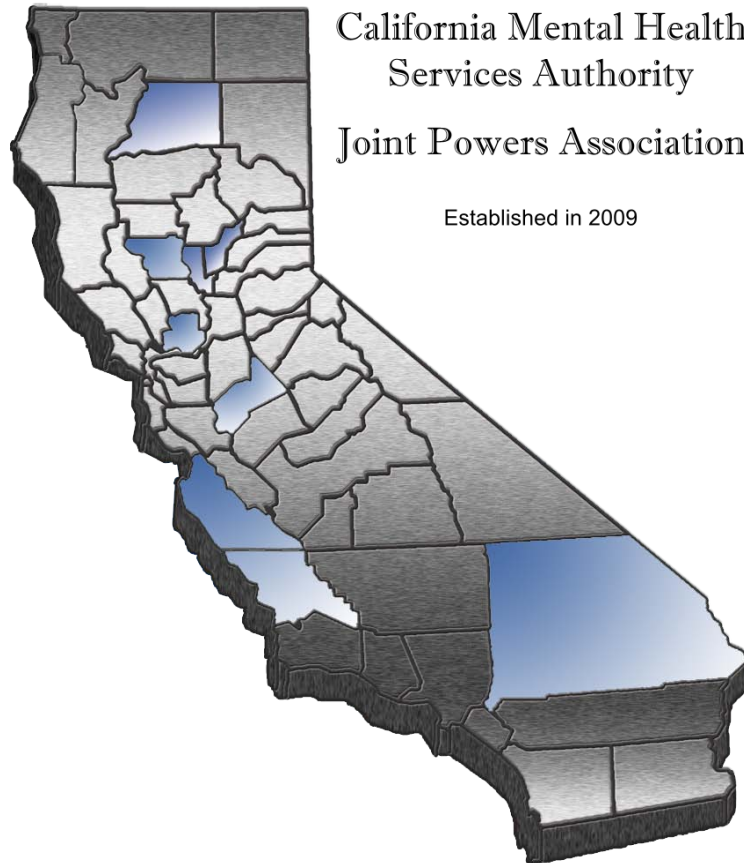 California Mental Health
Services Authority
Joint Powers Association
Established in 2009